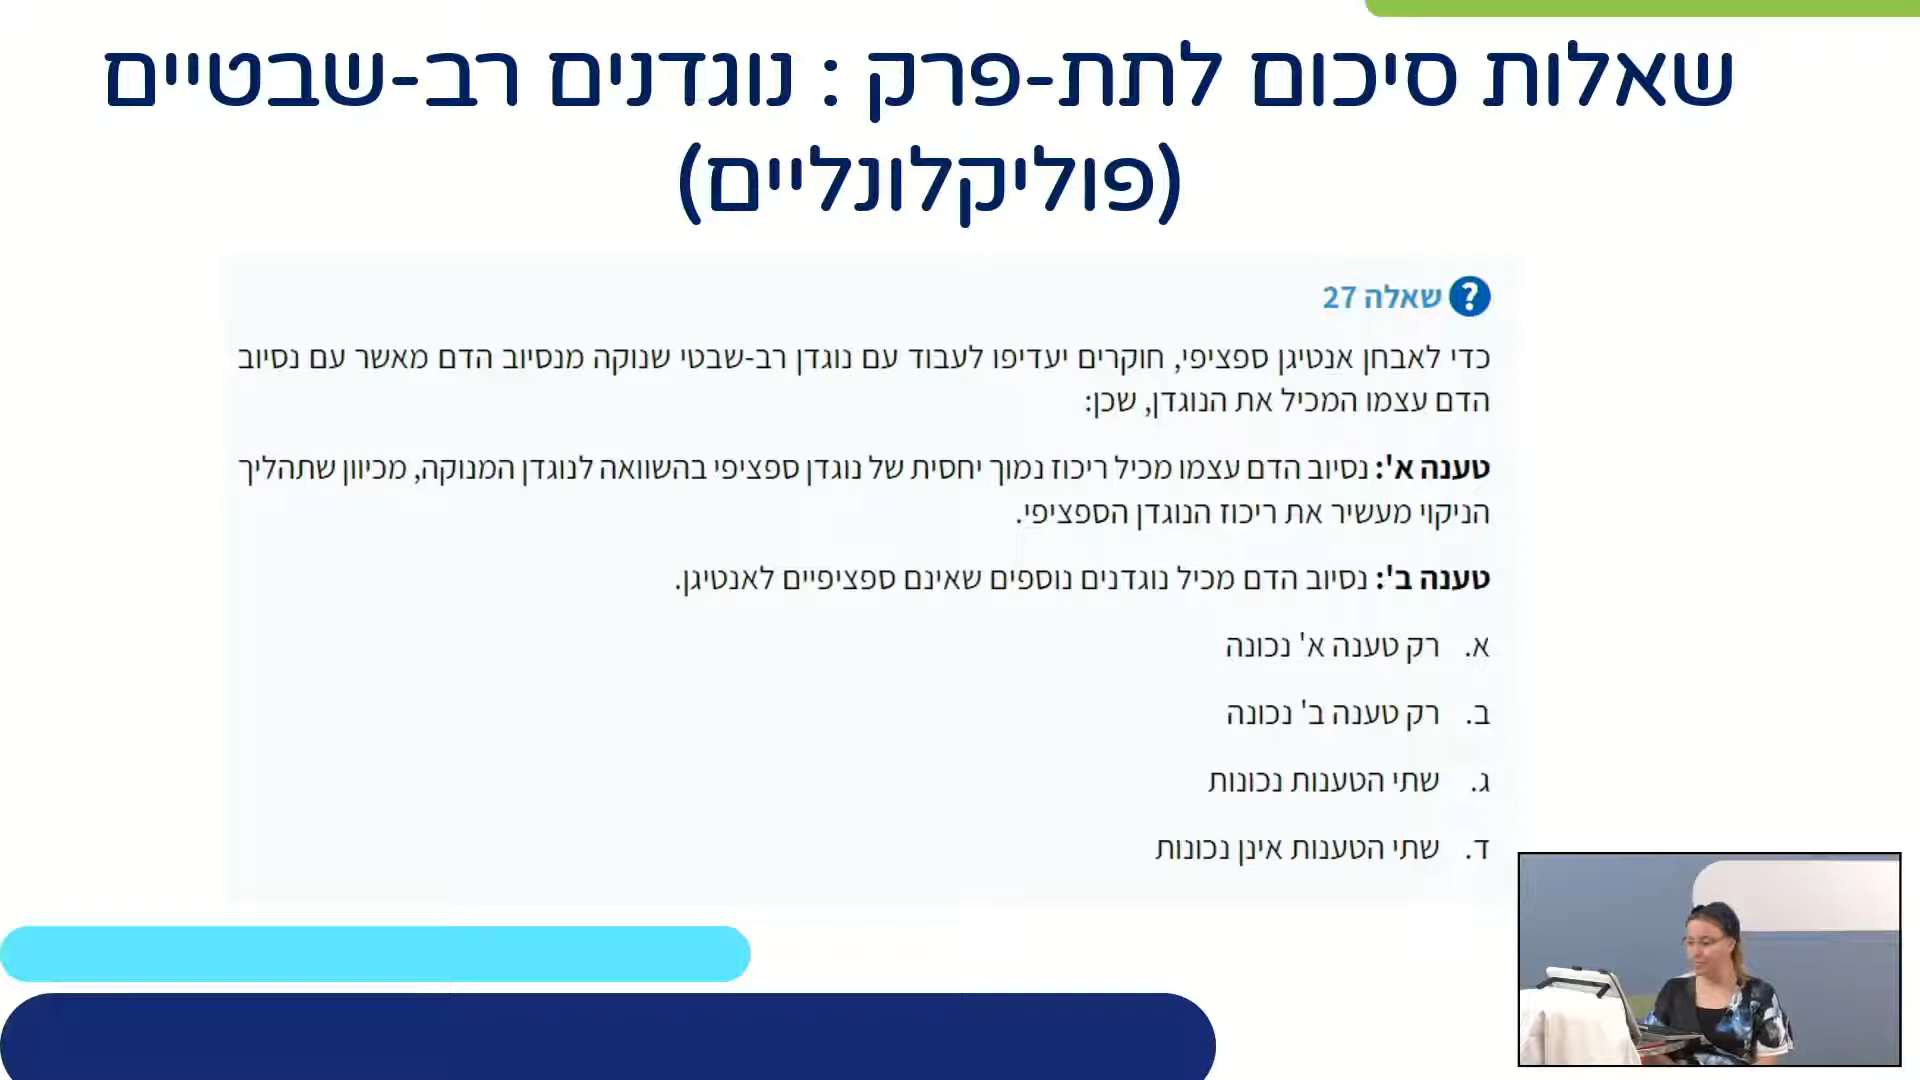 שאלות סיכום לתת-פרק : נוגדנים רב-שבטיים
(פוליקלונליים)
? שאלה 27
כדי לאבחן אנטיגן ספציפי, חוקרים יעדיפו לעבוד עם נוגדן רב-שבטי שנוקה מנסיוב הדם מאשר עם נסיוב
הדם עצמו המכיל את הנוגדן, שכן:
טענה א': נסיוב הדם עצמו מכיל ריכוז נמוך יחסית של נוגדן ספציפי בהשוואה לנוגדן המנוקה, מכיוון שתהליך
הניקוי מעשיר את ריכוז הנוגדן הספציפי.
טענה ב': נסיוב הדם מכיל נוגדנים נוספים שאינם ספציפיים לאנטיגן.
א. רק טענה א' נכונה
ב. רק טענה ב' נכונה
ג. שתי הטענות נכונות
ד. שתי הטענות אינן נכונות